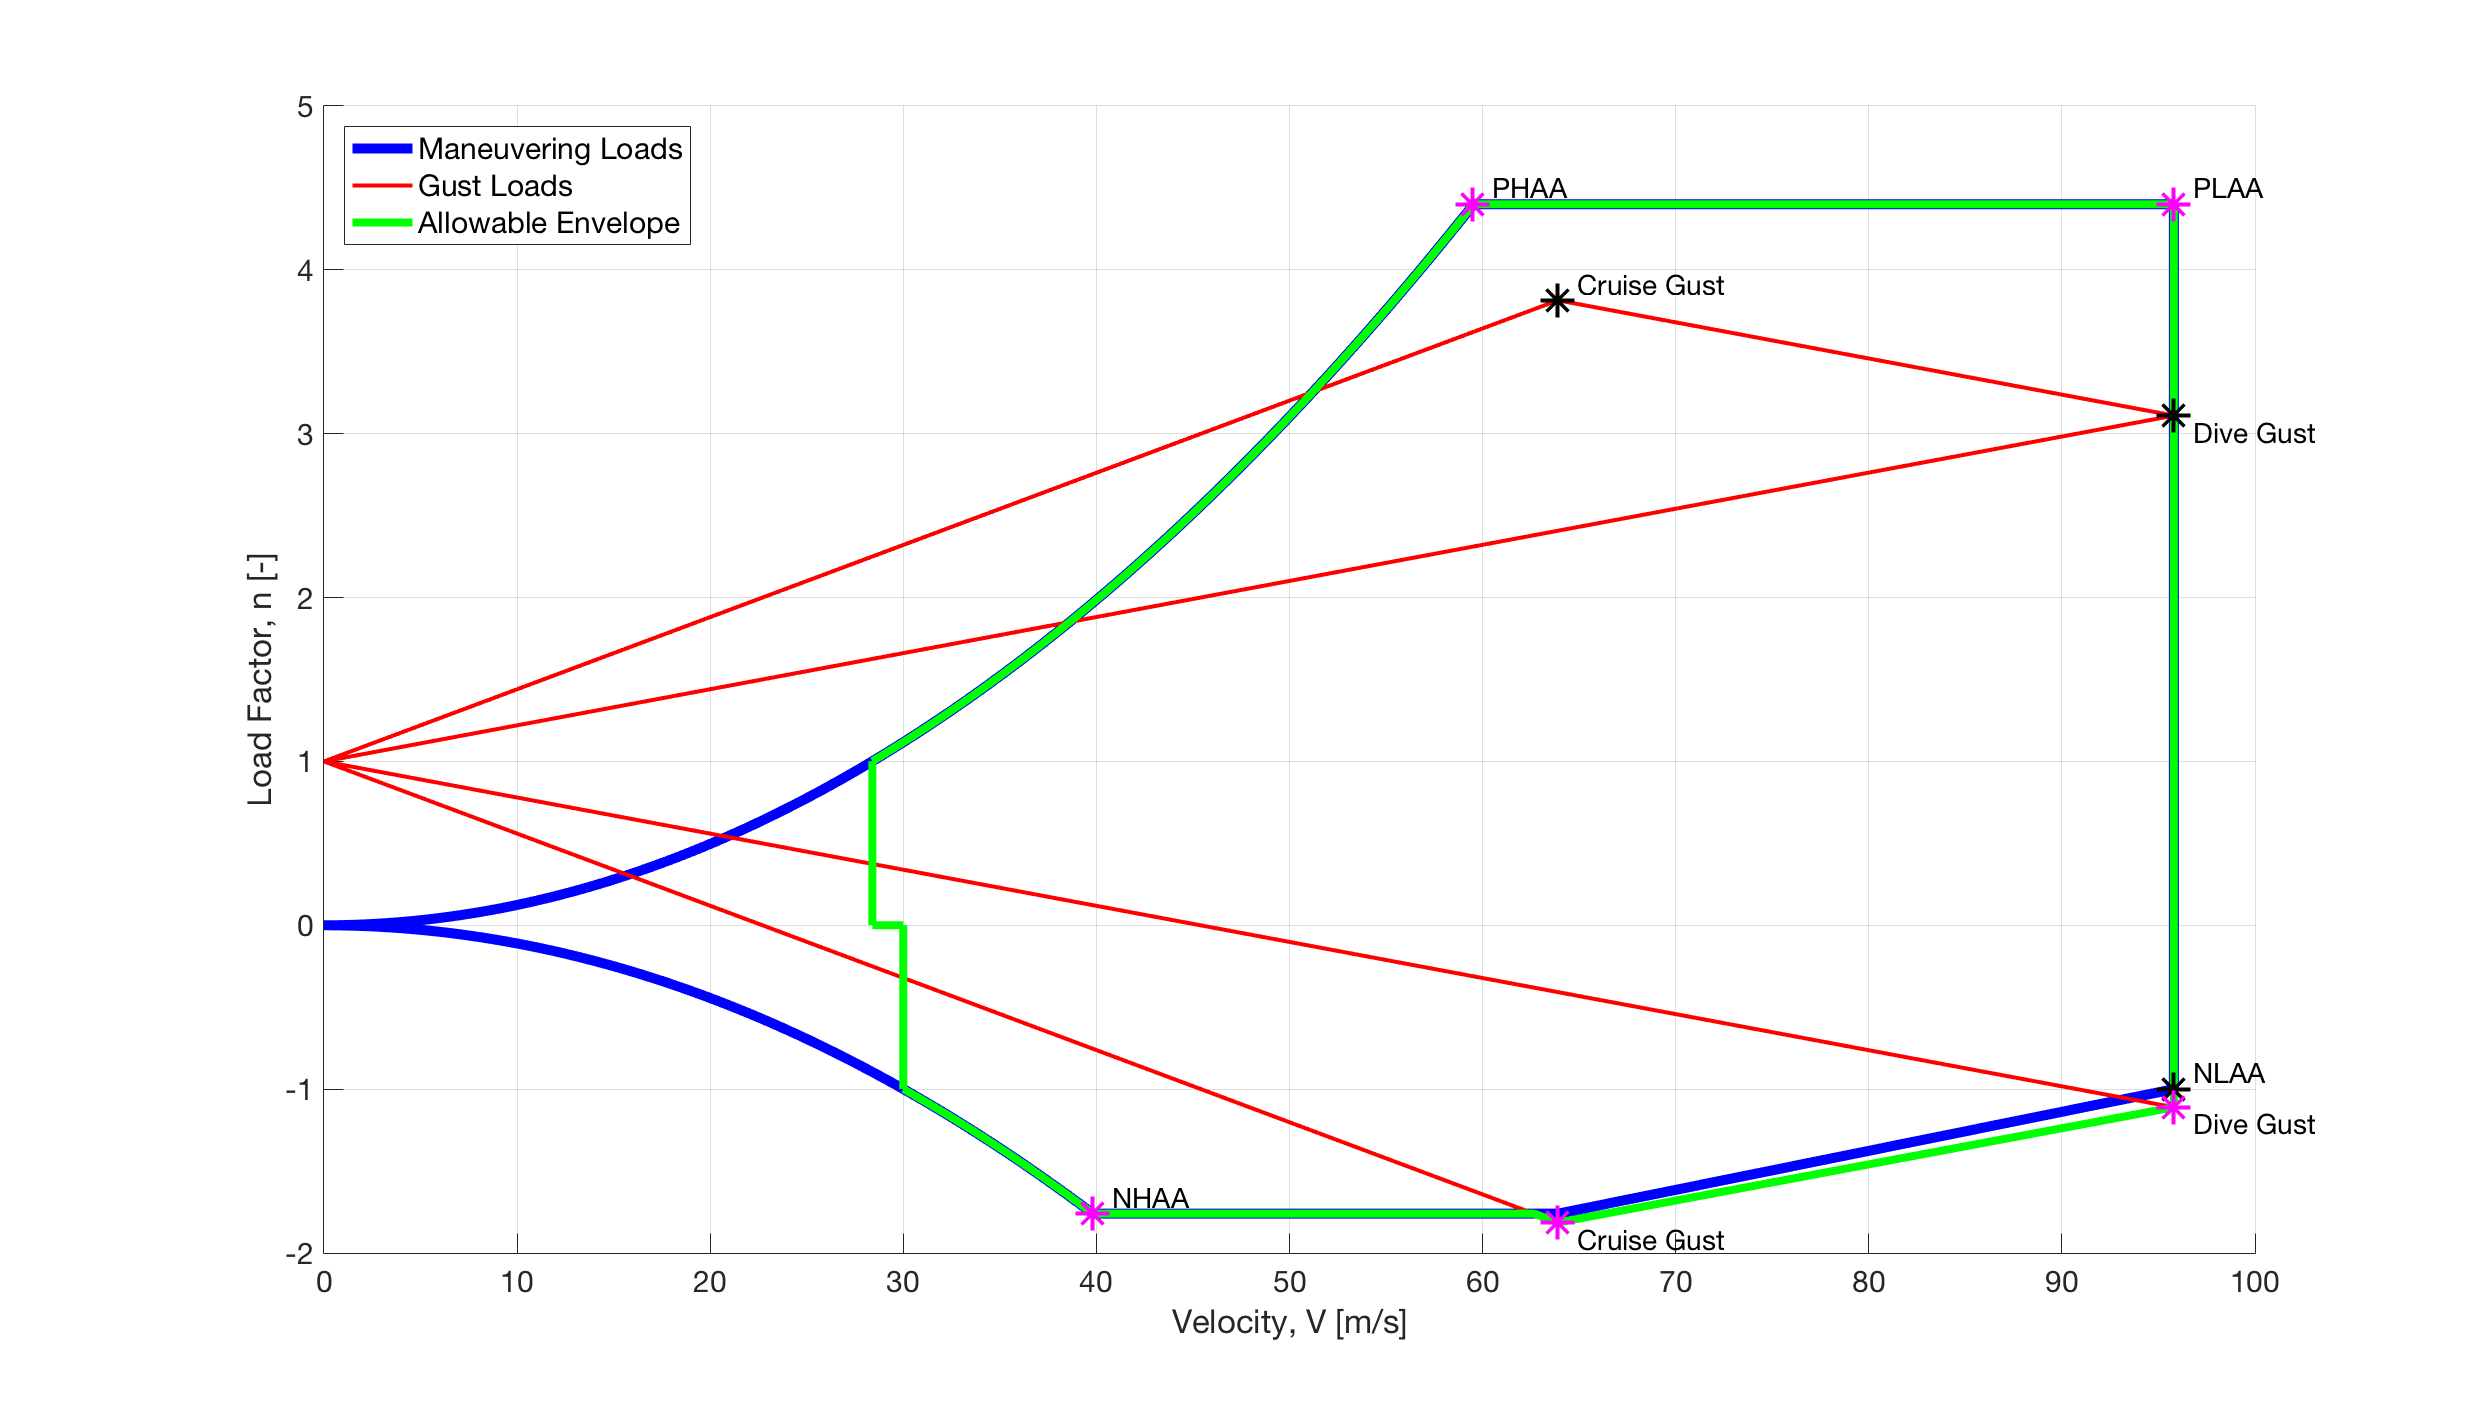 5
Maneuvering Loads
Gust Loads
Allowable Envelope
PHAA
PLAA
4
Cruise Gust
3
Dive Gust
2
Load Factor, n [-]
1
0
-1
NLAA
Dive Gust
NHAA
Cruise Gust
-2
0 10 20 30 40 50 60 70 80 90 100
Velocity, V [m/s]